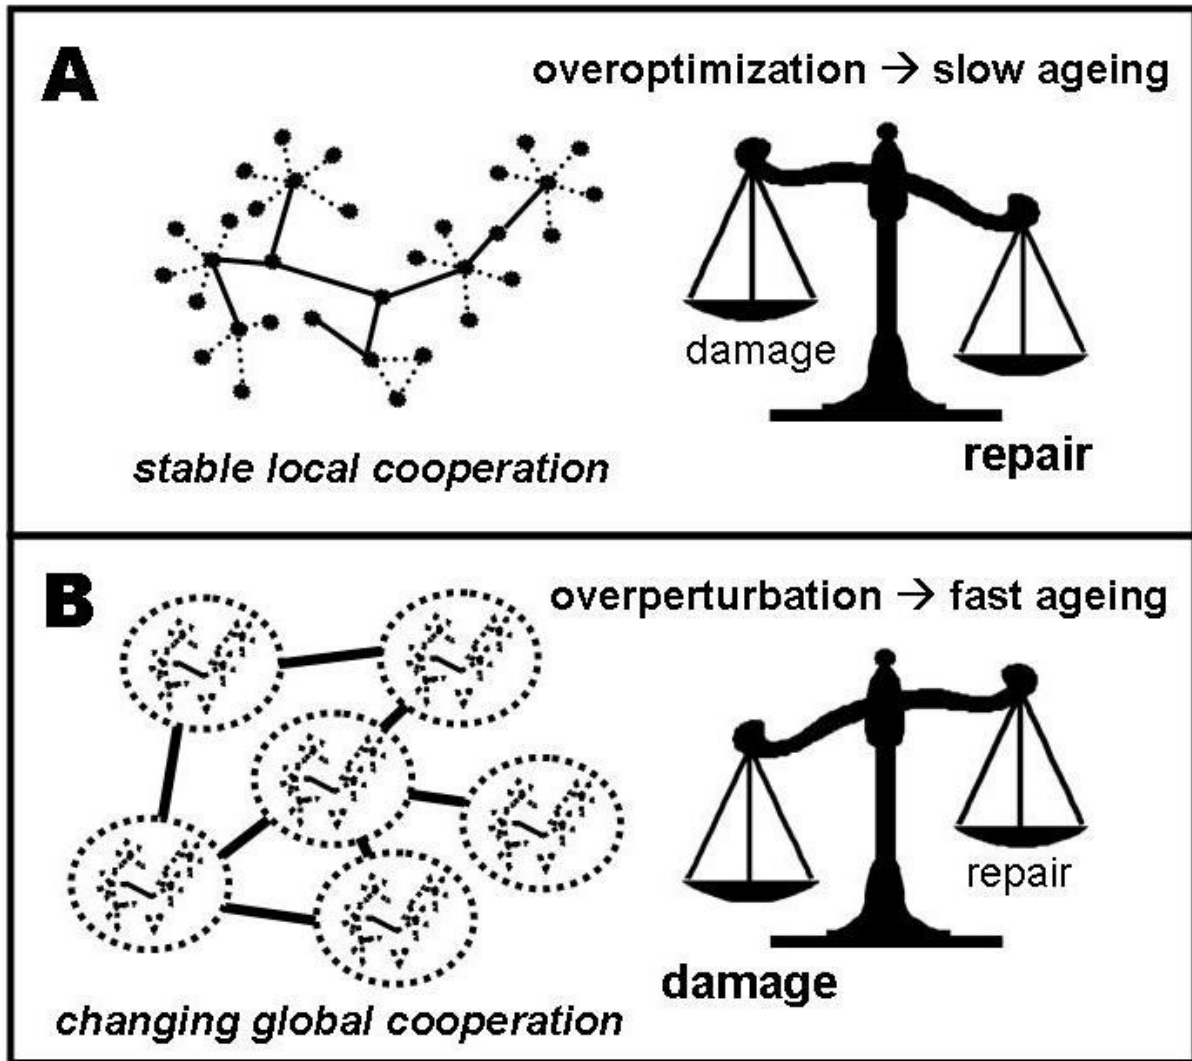 A
overoptimization → slow ageing
damage
repair
stable local cooperation
B
overperturbation → fast ageing
repair
damage
changing global cooperation